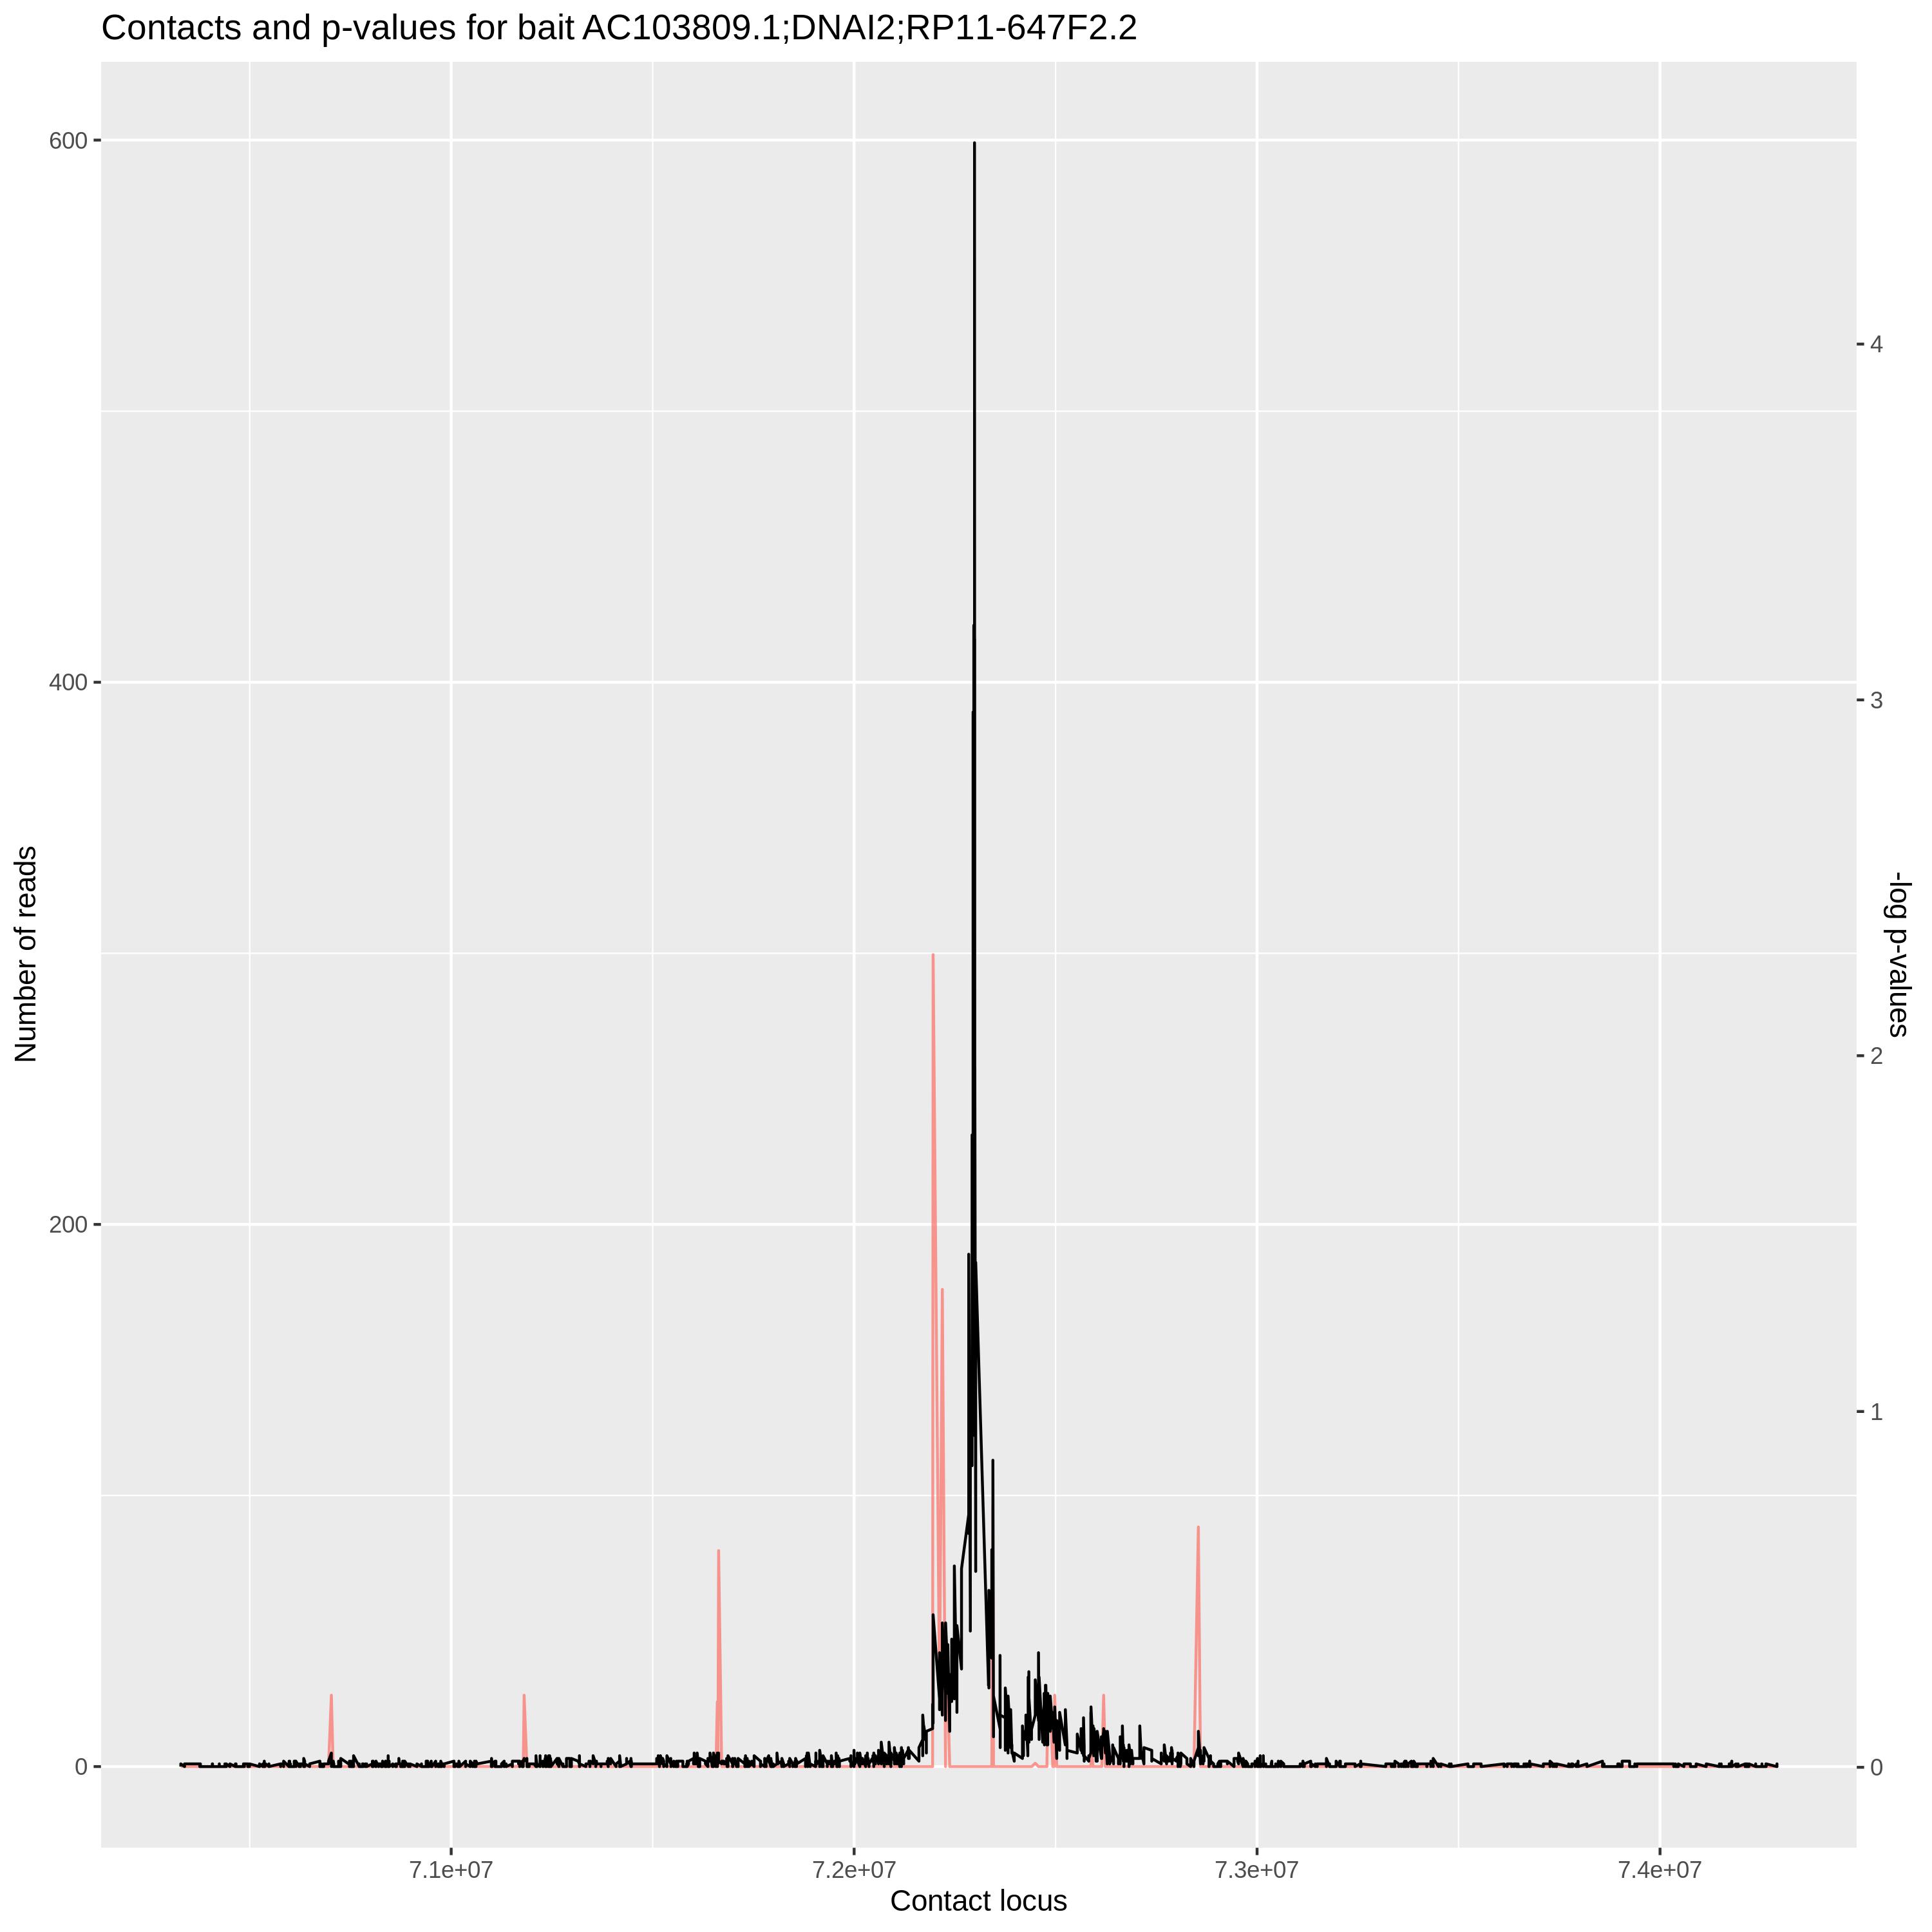 Contacts and p-values for bait AC103809.1;DNAI2;RP11-647F2.2
600
400
200
0
Number of reads
4
3
2
1
0
-log p-values
7.1e+07 7.2e+07 7.3e+07 7.4e+07
Contact locus